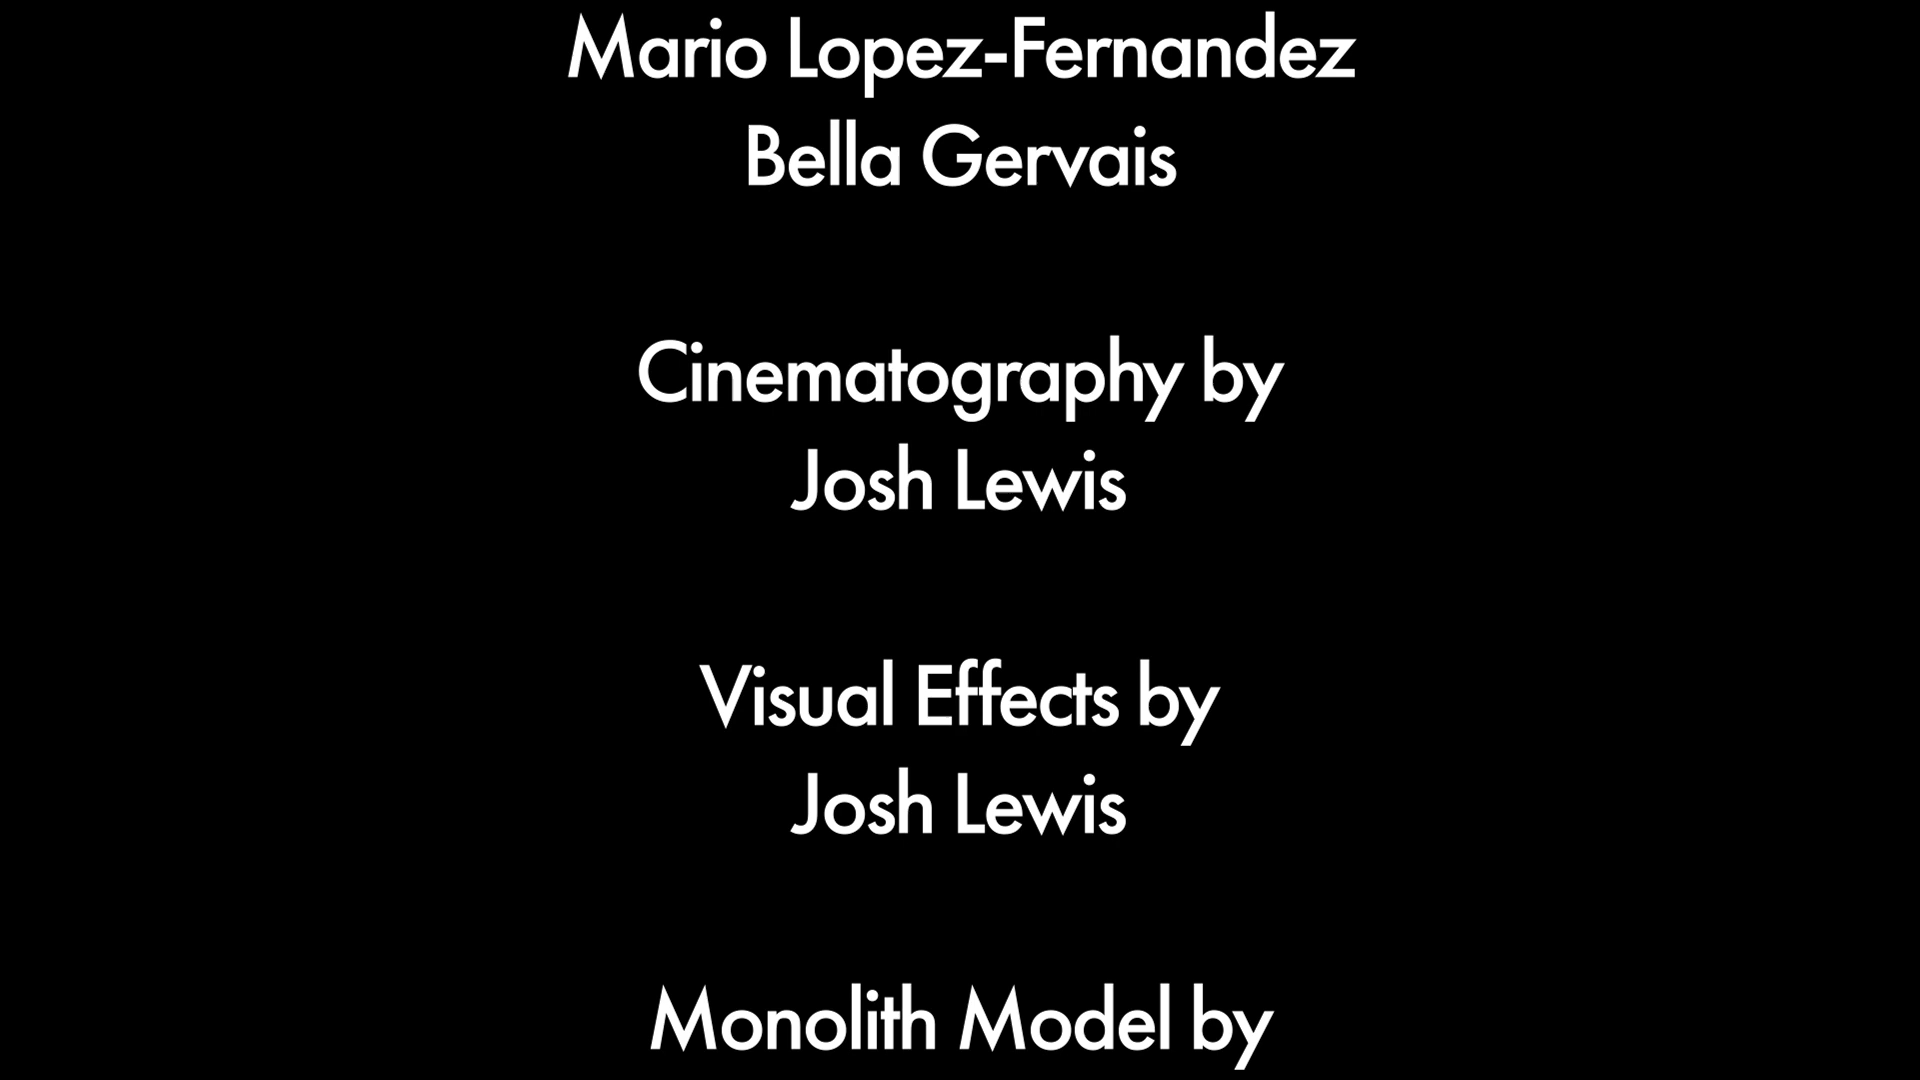 Mario Lopez-Fernandez
Bella Gervais
Cinematography by
Josh Lewis
Visual Effects by
Josh Lewis
Monolith Model by